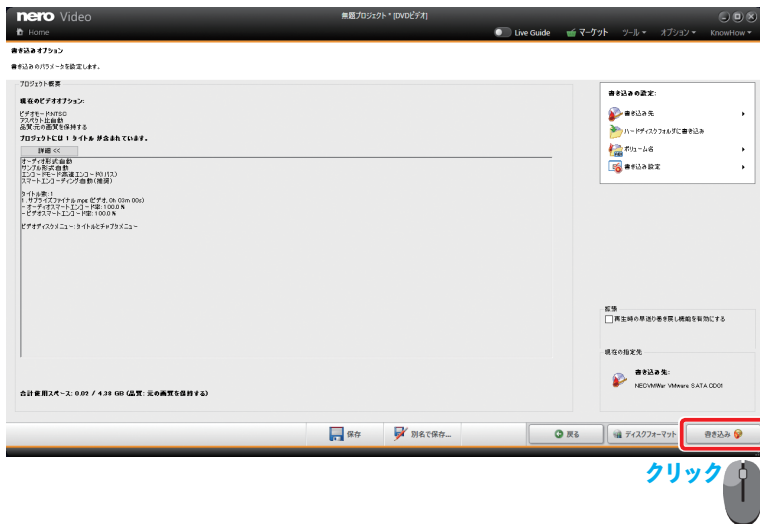 nero Video
無題プロジェクト * [DVDビデオ]
Home
Live Guide
マーケット
ツール
オプション
KnowHow
書き込みオプション
書き込みのパラメータを設定します。
プロジェクト概要
現在のビデオオプション:
ビデオモードNTSC
アスペクト比自動
品質:元の画質を保持する
プロジェクトには 1 タイトル が含まれています。
詳細 <<
オーディオ形式:自動
サンプル形式:自動
エンコードモード:高速エンコード(1パス)
スマートエンコーディング:自動(推奨)
タイトル数: 1
1. サプライズファイナル.mpg (ビデオ, 0h 03m 00s)
- オーディオスマートエンコード率: 100.0 %
- ビデオスマートエンコード率: 100.0 %
ビデオディスクメニュー:タイトルとチャプタメニュー
合計使用スペース: 0.02 / 4.38 GB (品質: 元の画質を保持する)
書き込みの設定:
書き込み先
ハードディスクフォルダに書き込み
ボリューム名
書き込み設定
拡張
再生時の早送り巻き戻し機能を有効にする
現在の指定先
書き込み先:
NECVMWar VMware SATA CD01
保存
別名で保存...
戻る
ディスクフォーマット
書き込み
クリック